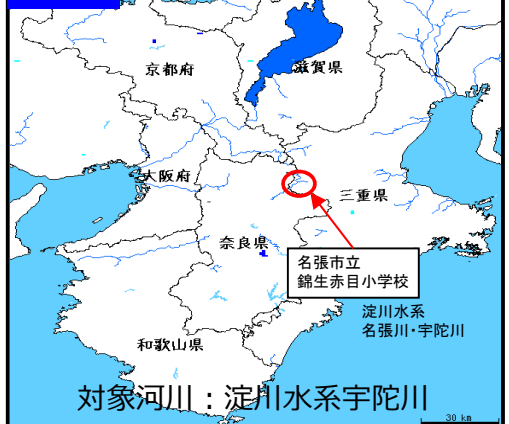 京都府
滋賀県
大阪府
三重県
奈良県
名張市立
錦生赤目小学校
淀川水系
名張川・宇陀川
和歌山県
対象河川：淀川水系宇陀川
30 km